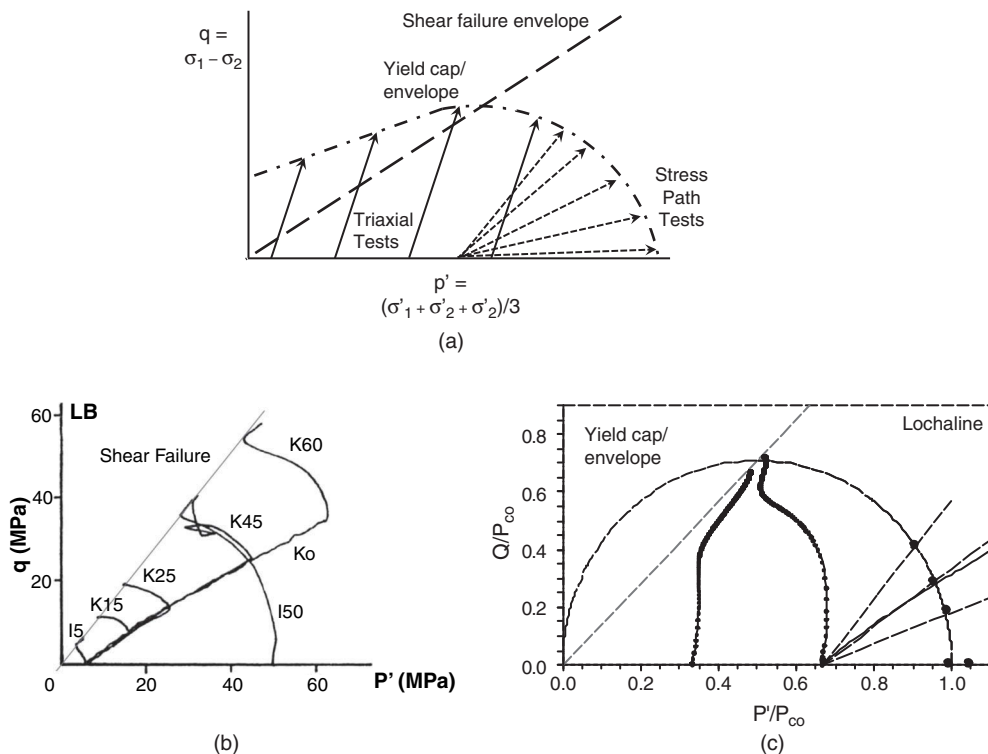 Shear failure envelope
q =
σ₁ – σ₂
Yield cap/
envelope
Triaxial
Tests
Stress
Path
Tests
p' =
(σ'₁ + σ'₂ + σ'₂)/3
(a)
60
LB
Shear Failure
K60
40
K45
Ko
K25
20
K15
I5
I50
q (MPa)
0
0
20
40
60
P' (MPa)
(b)
Yield cap/
envelope
Lochaline
0.8
0.6
0.4
0.2
0.0
Q/P_co
0.0
0.2
0.4
0.6
0.8
1.0
P'/P_co
(c)